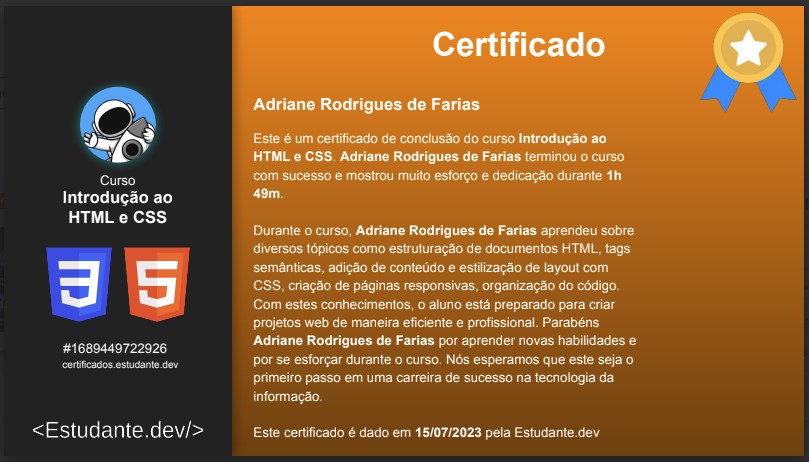 Curso
Introdução ao
HTML e CSS
3 5
#1689449722926
certificados.estudante.dev
<Estudante.dev/>
Certificado
Adriane Rodrigues de Farias
Este é um certificado de conclusão do curso Introdução ao
HTML e CSS. Adriane Rodrigues de Farias terminou o curso
com sucesso e mostrou muito esforço e dedicação durante 1h
49m.
Durante o curso, Adriane Rodrigues de Farias aprendeu sobre
diversos tópicos como estruturação de documentos HTML, tags
semânticas, adição de conteúdo e estilização de layout com
CSS, criação de páginas responsivas, organização do código.
Com estes conhecimentos, o aluno está preparado para criar
projetos web de maneira eficiente e profissional. Parabéns
Adriane Rodrigues de Farias por aprender novas habilidades e
por se esforçar durante o curso. Nós esperamos que este seja o
primeiro passo em uma carreira de sucesso na tecnologia da
informação.
Este certificado é dado em 15/07/2023 pela Estudante.dev